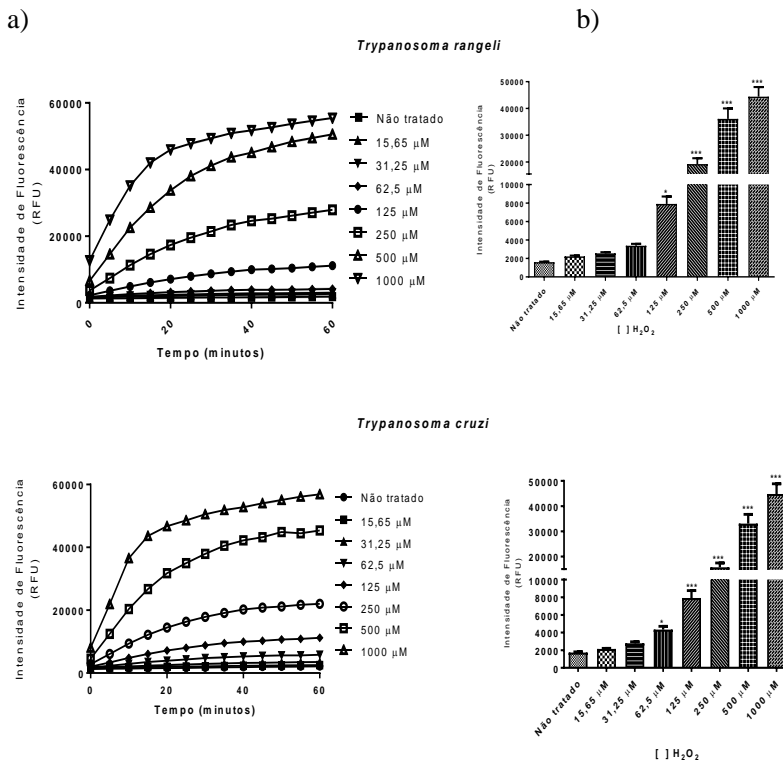 a)
b)
Trypanosoma rangeli
Intensidade de Fluorescência
(RFU)
60000
40000
20000
0
0
20
40
60
Tempo (minutos)
Não tratado
15,65 µM
31,25 µM
62,5 µM
125 µM
250 µM
500 µM
1000 µM
Intensidade de Fluorescência
(RFU)
50000
40000
30000
20000
10000
8000
6000
4000
2000
0
*
***
***
***
Não tratado
15,65 µM
31,25 µM
62,5 µM
125 µM
250 µM
500 µM
1000 µM
[ ] H₂O₂
Trypanosoma cruzi
Intensidade de Fluorescência
(RFU)
60000
40000
20000
0
0
20
40
60
Tempo (minutos)
Não tratado
15,65 µM
31,25 µM
62,5 µM
125 µM
250 µM
500 µM
1000 µM
Intensidade de Fluorescência
(RFU)
50000
40000
30000
20000
10000
8000
6000
4000
2000
0
*
***
***
***
***
Não tratado
15,65 µM
31,25 µM
62,5 µM
125 µM
250 µM
500 µM
1000 µM
[ ] H₂O₂